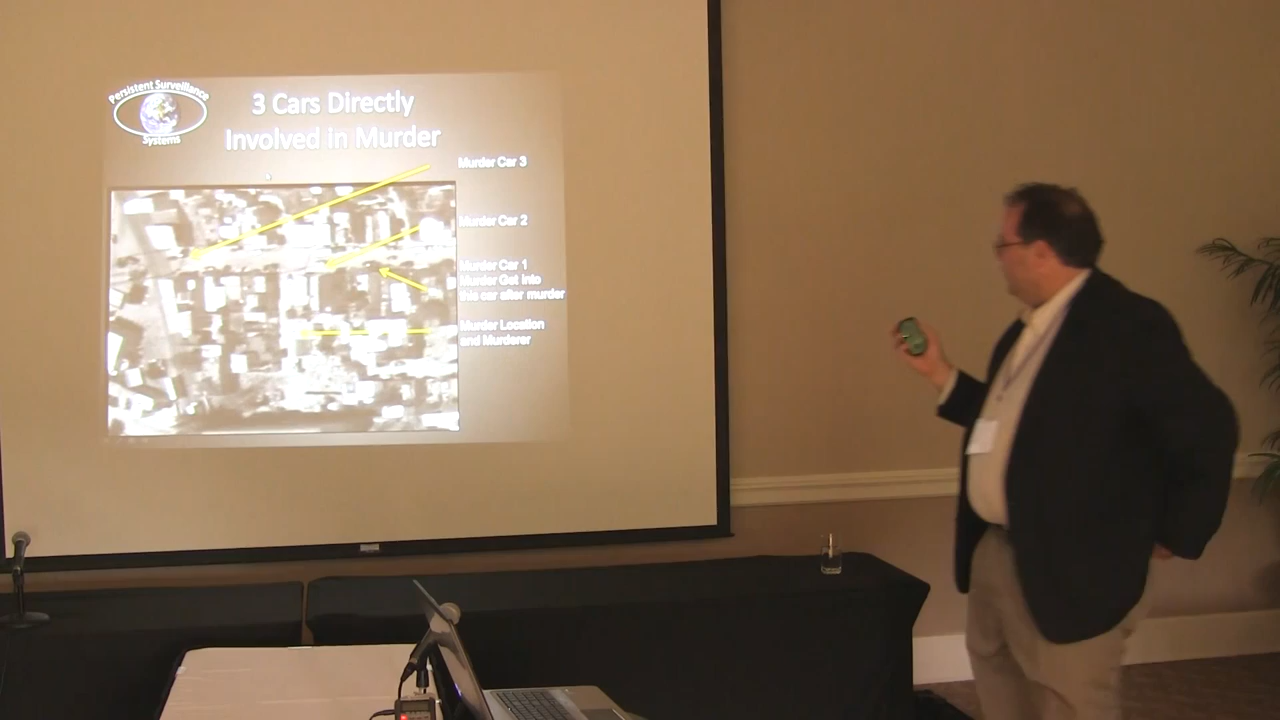 Persistent Surveillance
Systems
3 Cars Directly
Involved in Murder
Murder Car 3
Murder Car 2
Murder Car 1
Murder Get into
this car after murder
Murder Location
and Murderer